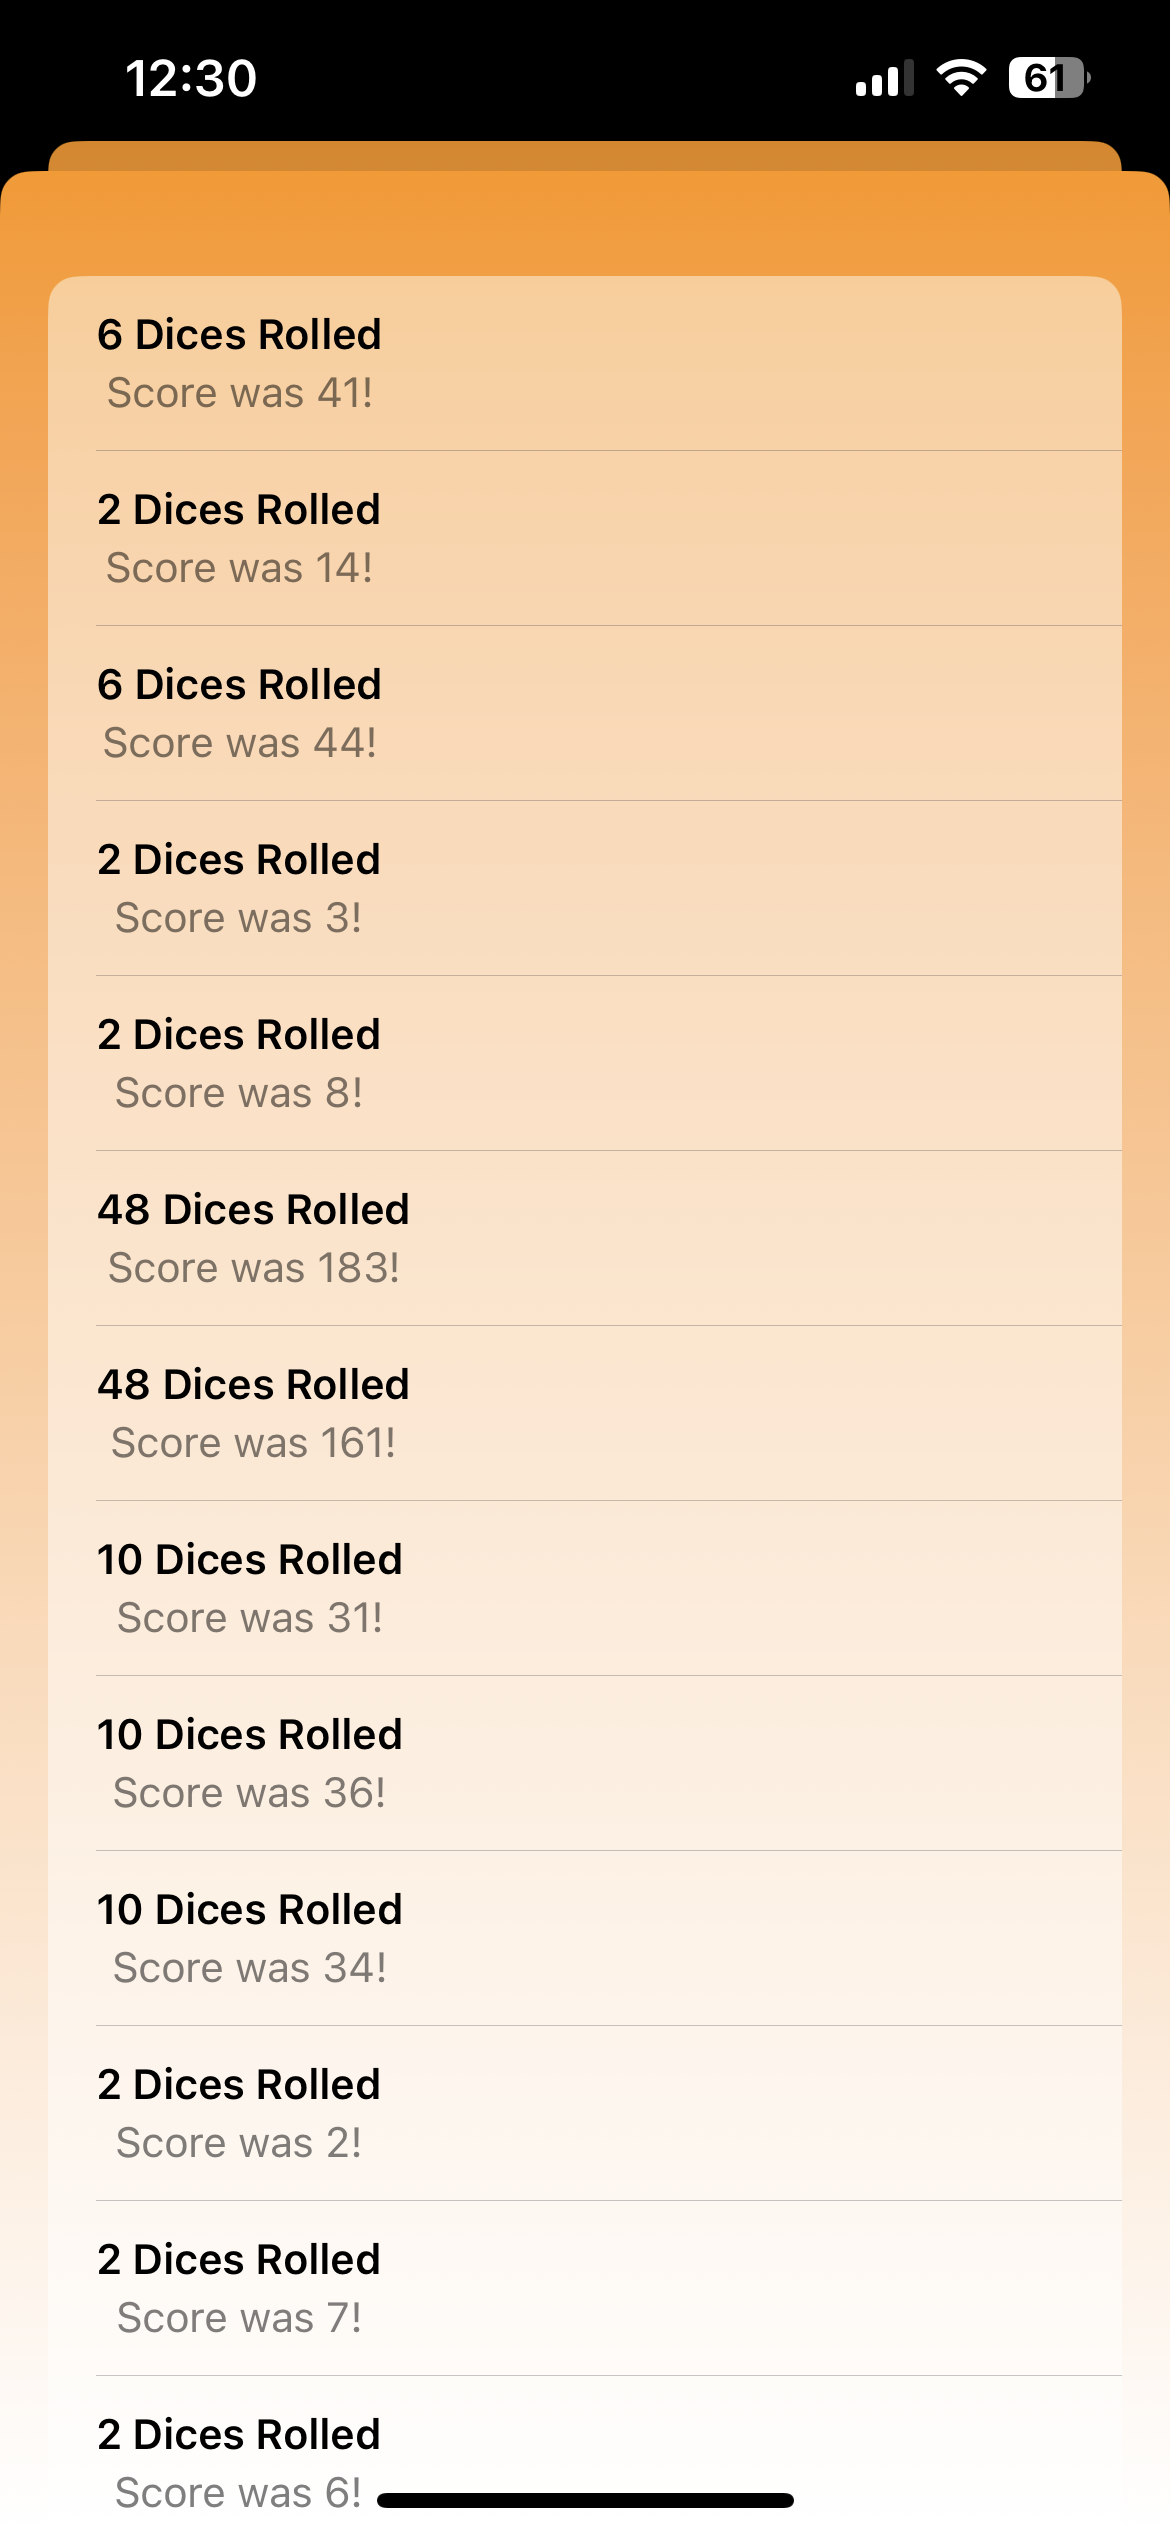 12:30
61
6 Dices Rolled
Score was 41!
2 Dices Rolled
Score was 14!
6 Dices Rolled
Score was 44!
2 Dices Rolled
Score was 3!
2 Dices Rolled
Score was 8!
48 Dices Rolled
Score was 183!
48 Dices Rolled
Score was 161!
10 Dices Rolled
Score was 31!
10 Dices Rolled
Score was 36!
10 Dices Rolled
Score was 34!
2 Dices Rolled
Score was 2!
2 Dices Rolled
Score was 7!
2 Dices Rolled
Score was 6!